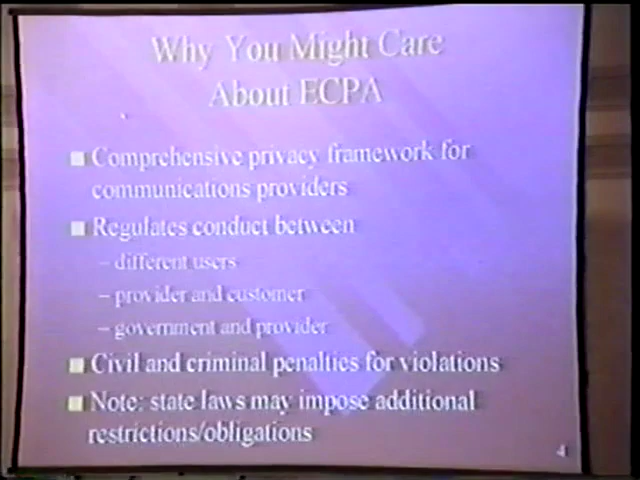 Why You Might Care
About ECPA
Comprehensive privacy framework for
communications providers
Regulates conduct between
– different users
– provider and customer
– government and provider
Civil and criminal penalties for violations
Note: state laws may impose additional
restrictions/obligations
4